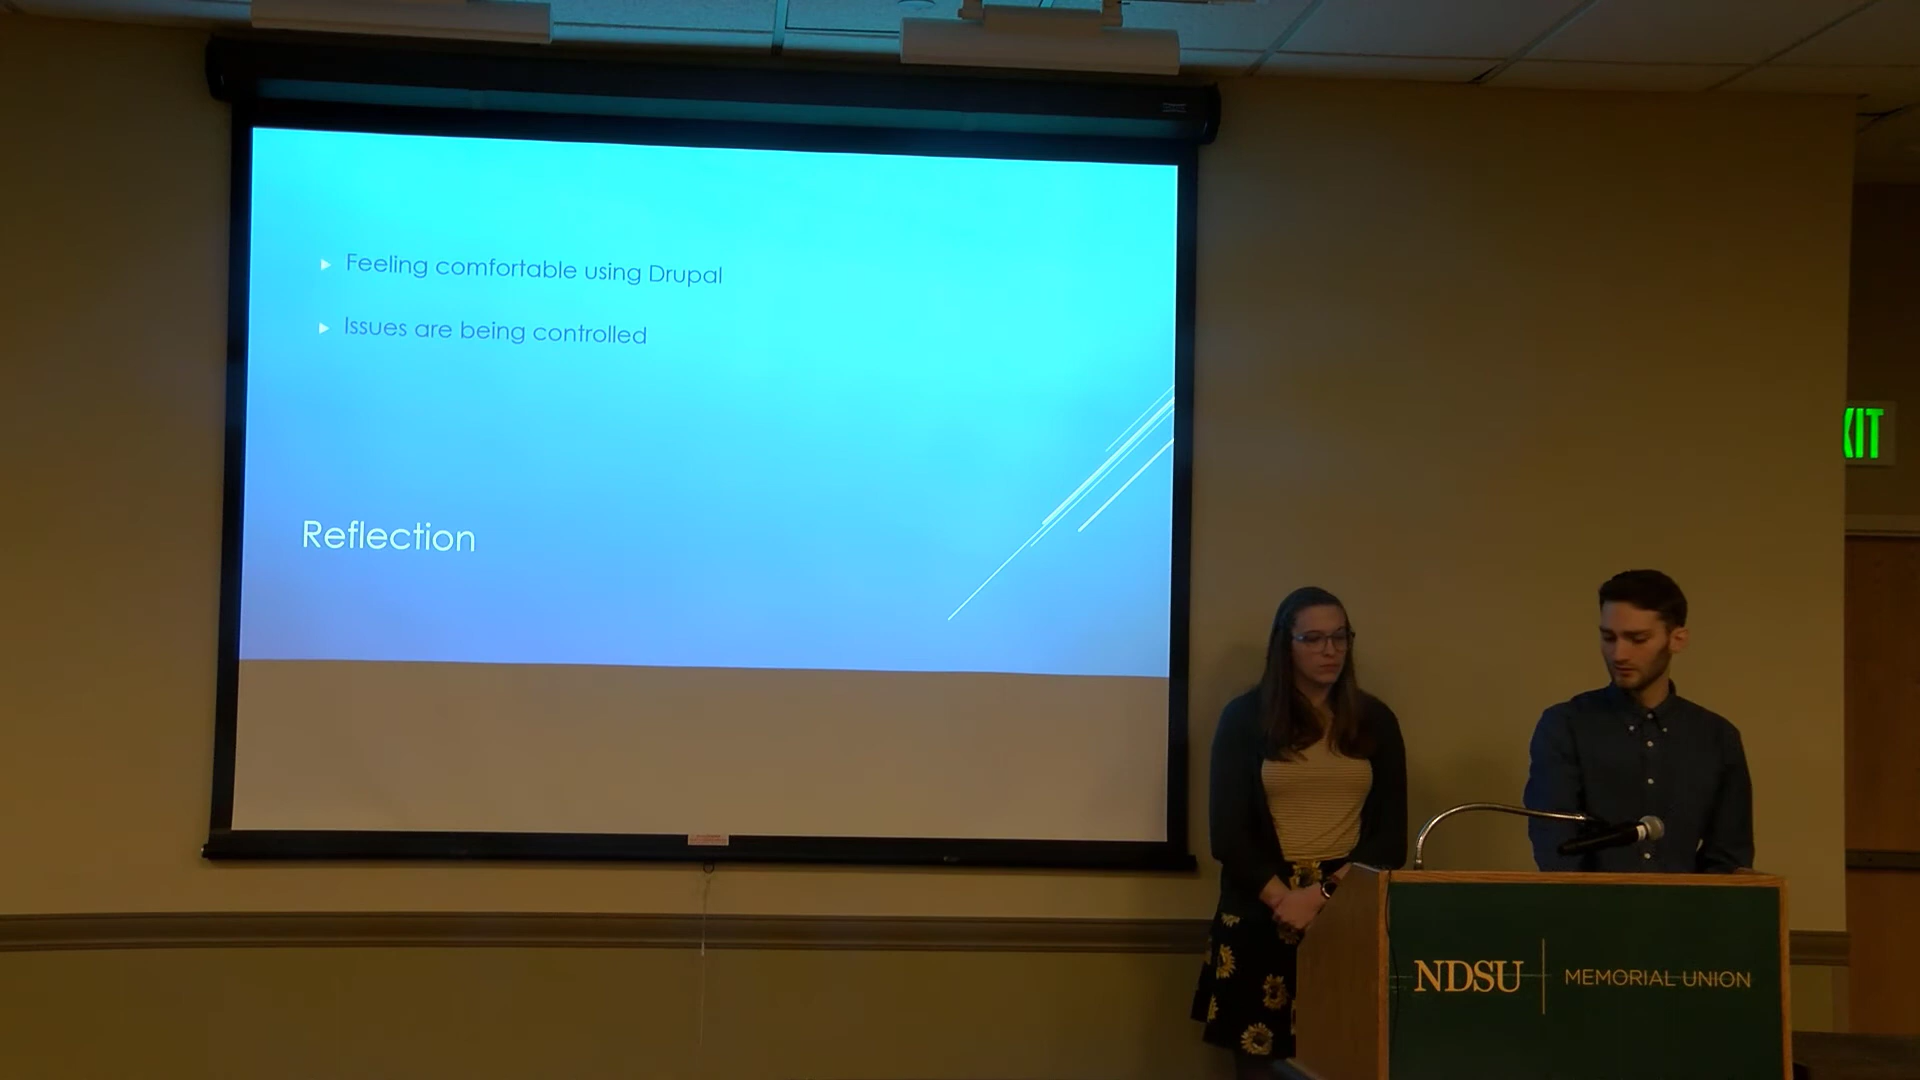 Feeling comfortable using Drupal
Issues are being controlled
Reflection
XIT
NDSU
MEMORIAL UNION